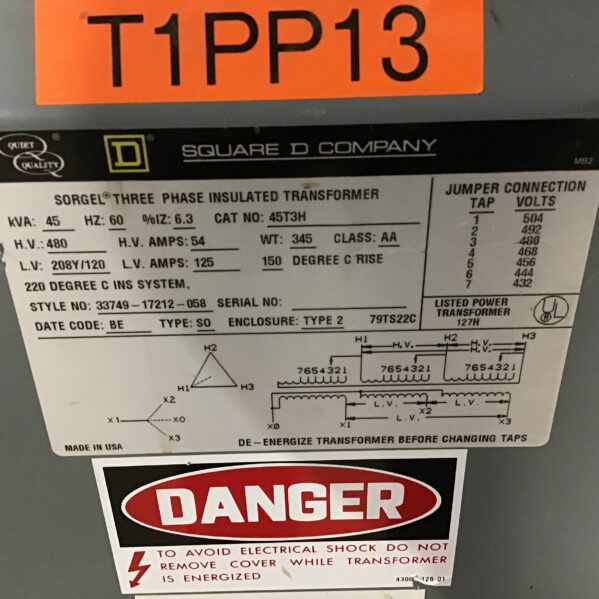 T1PP13
QUIET QUALITY ® D SQUARE D COMPANY MB2
SORGEL® THREE PHASE INSULATED TRANSFORMER
kVA: 45 HZ: 60 %IZ: 6.3 CAT NO: 45T3H
H.V.: 480 H.V. AMPS: 54 WT: 345 CLASS: AA
L.V: 208Y/120 L.V. AMPS: 125 150 DEGREE C RISE
220 DEGREE C INS SYSTEM.
STYLE NO: 33749-17212-058 SERIAL NO:
DATE CODE: BE TYPE: SO ENCLOSURE: TYPE 2 79TS22C
JUMPER CONNECTION
TAP VOLTS
1 504
2 492
3 480
4 468
5 456
6 444
7 432
LISTED POWER
TRANSFORMER
127H
UL ®
H2
H1 H3
X2
X1 X0
X3
H1 H2 H3
H.V. H.V.
H.V.
7654321 7654321 7654321
L.V. L.V.
L.V.
X0 X1 X2 X3
MADE IN USA
DE-ENERGIZE TRANSFORMER BEFORE CHANGING TAPS
DANGER
TO AVOID ELECTRICAL SHOCK DO NOT
REMOVE COVER WHILE TRANSFORMER
IS ENERGIZED